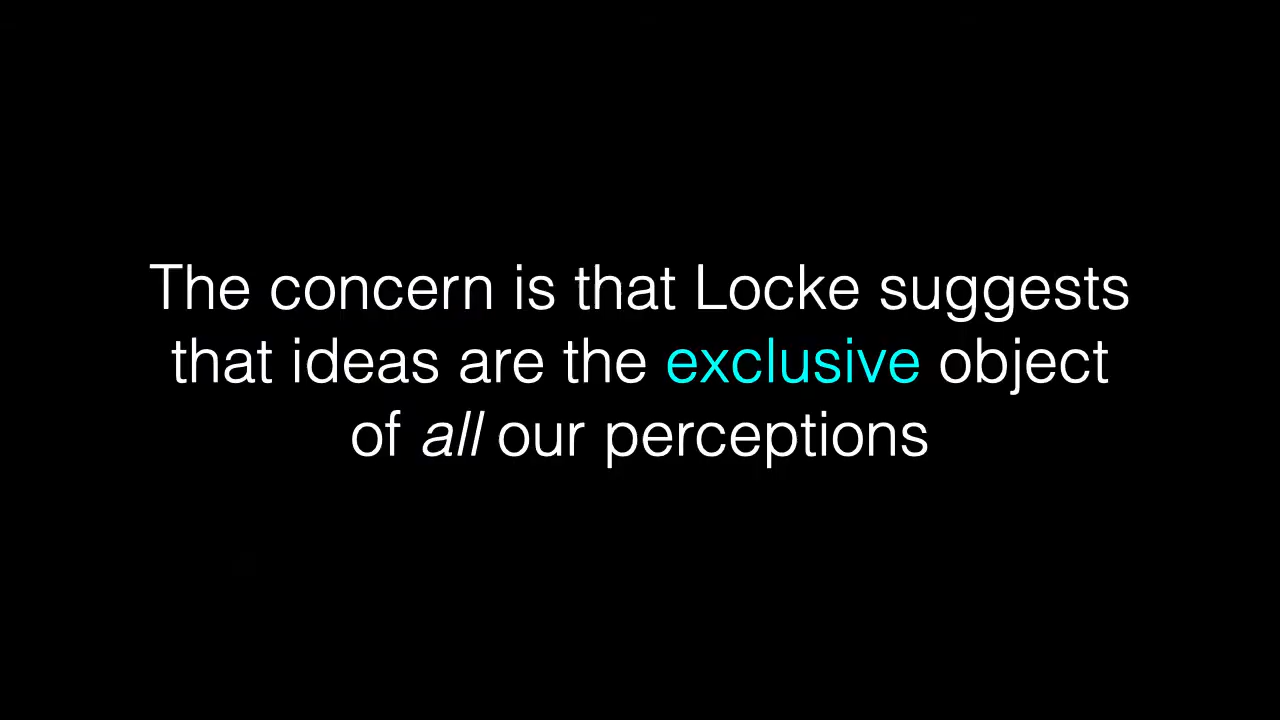 The concern is that Locke suggests
that ideas are the exclusive object
of all our perceptions